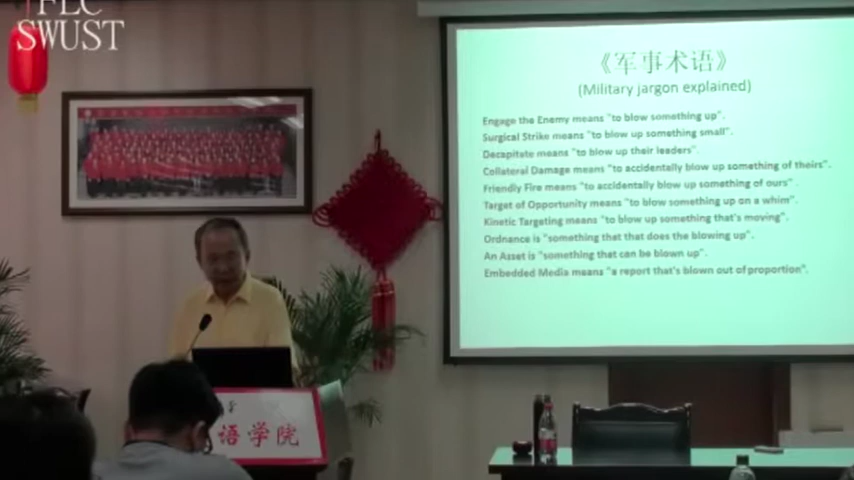 FLC
SWUST
《军事术语》
(Military jargon explained)
Engage the Enemy means "to blow something up".
Surgical Strike means "to blow up something small".
Decapitate means "to blow up their leaders".
Collateral Damage means "to accidentally blow up something of theirs".
Friendly Fire means "to accidentally blow up something of ours" .
Target of Opportunity means "to blow something up on a whim".
Kinetic Targeting means "to blow up something that's moving".
Ordnance is "something that that does the blowing up".
An Asset is "something that can be blown up".
Embedded Media means "a report that's blown out of proportion".
语学院